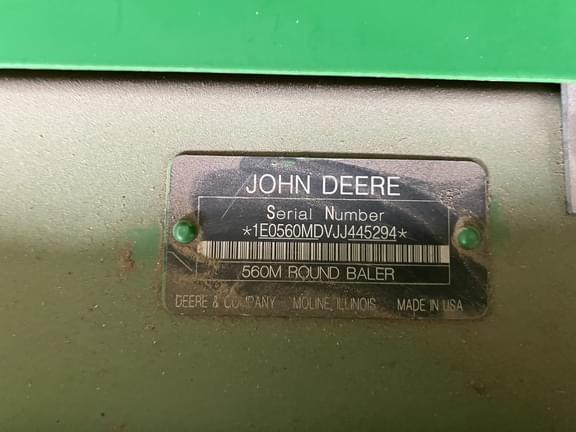 JOHN DEERE
Serial Number
*1E0560MDVJJ445294*
560M ROUND BALER
DEERE & COMPANY MOLINE, ILLINOIS MADE IN USA